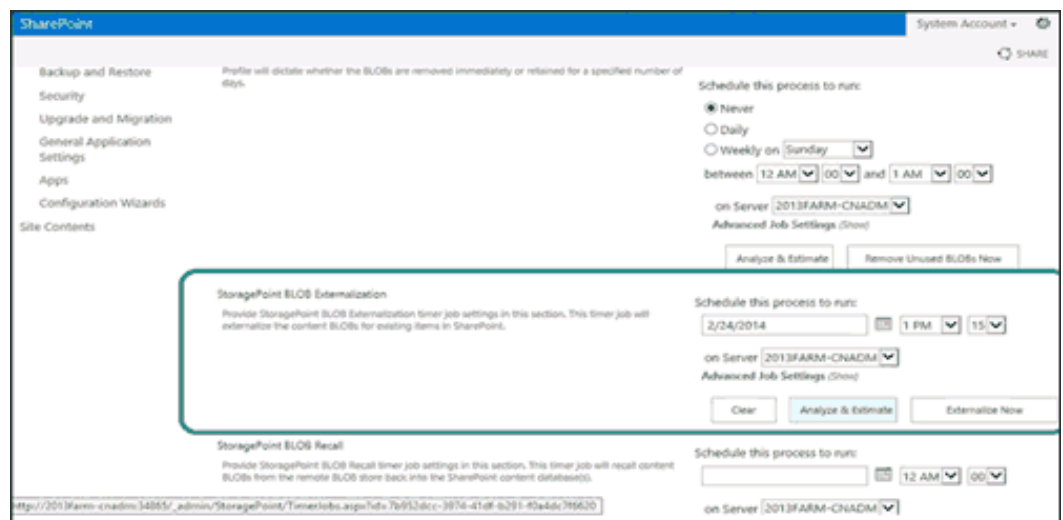 SharePoint
System Account
SHARE
Backup and Restore
Security
Upgrade and Migration
General Application
Settings
Apps
Configuration Wizards
Site Contents
Profile will dictate whether the BLOBs are removed immediately or retained for a specified number of
days.
Schedule this process to run:
Never
Daily
Weekly on Sunday
between 12 AM 00 and 1 AM 00
on Server 2013FARM-CNADM
Advanced Job Settings (Show)
Analyze & Estimate Remove Unused BLOBs Now
StoragePoint BLOB Externalization
Provide StoragePoint BLOB Externalization timer job settings in this section. This timer job will
externalize the content BLOBs for existing items in SharePoint.
Schedule this process to run:
2/24/2014 1 PM 15
on Server 2013FARM-CNADM
Advanced Job Settings (Show)
Clear Analyze & Estimate Externalize Now
StoragePoint BLOB Recall
Provide StoragePoint BLOB Recall timer job settings in this section. This timer job will recall content
BLOBs from the remote BLOB store back into the SharePoint content database(s).
Schedule this process to run:
12 AM 00
on Server 2013FARM-CNADM